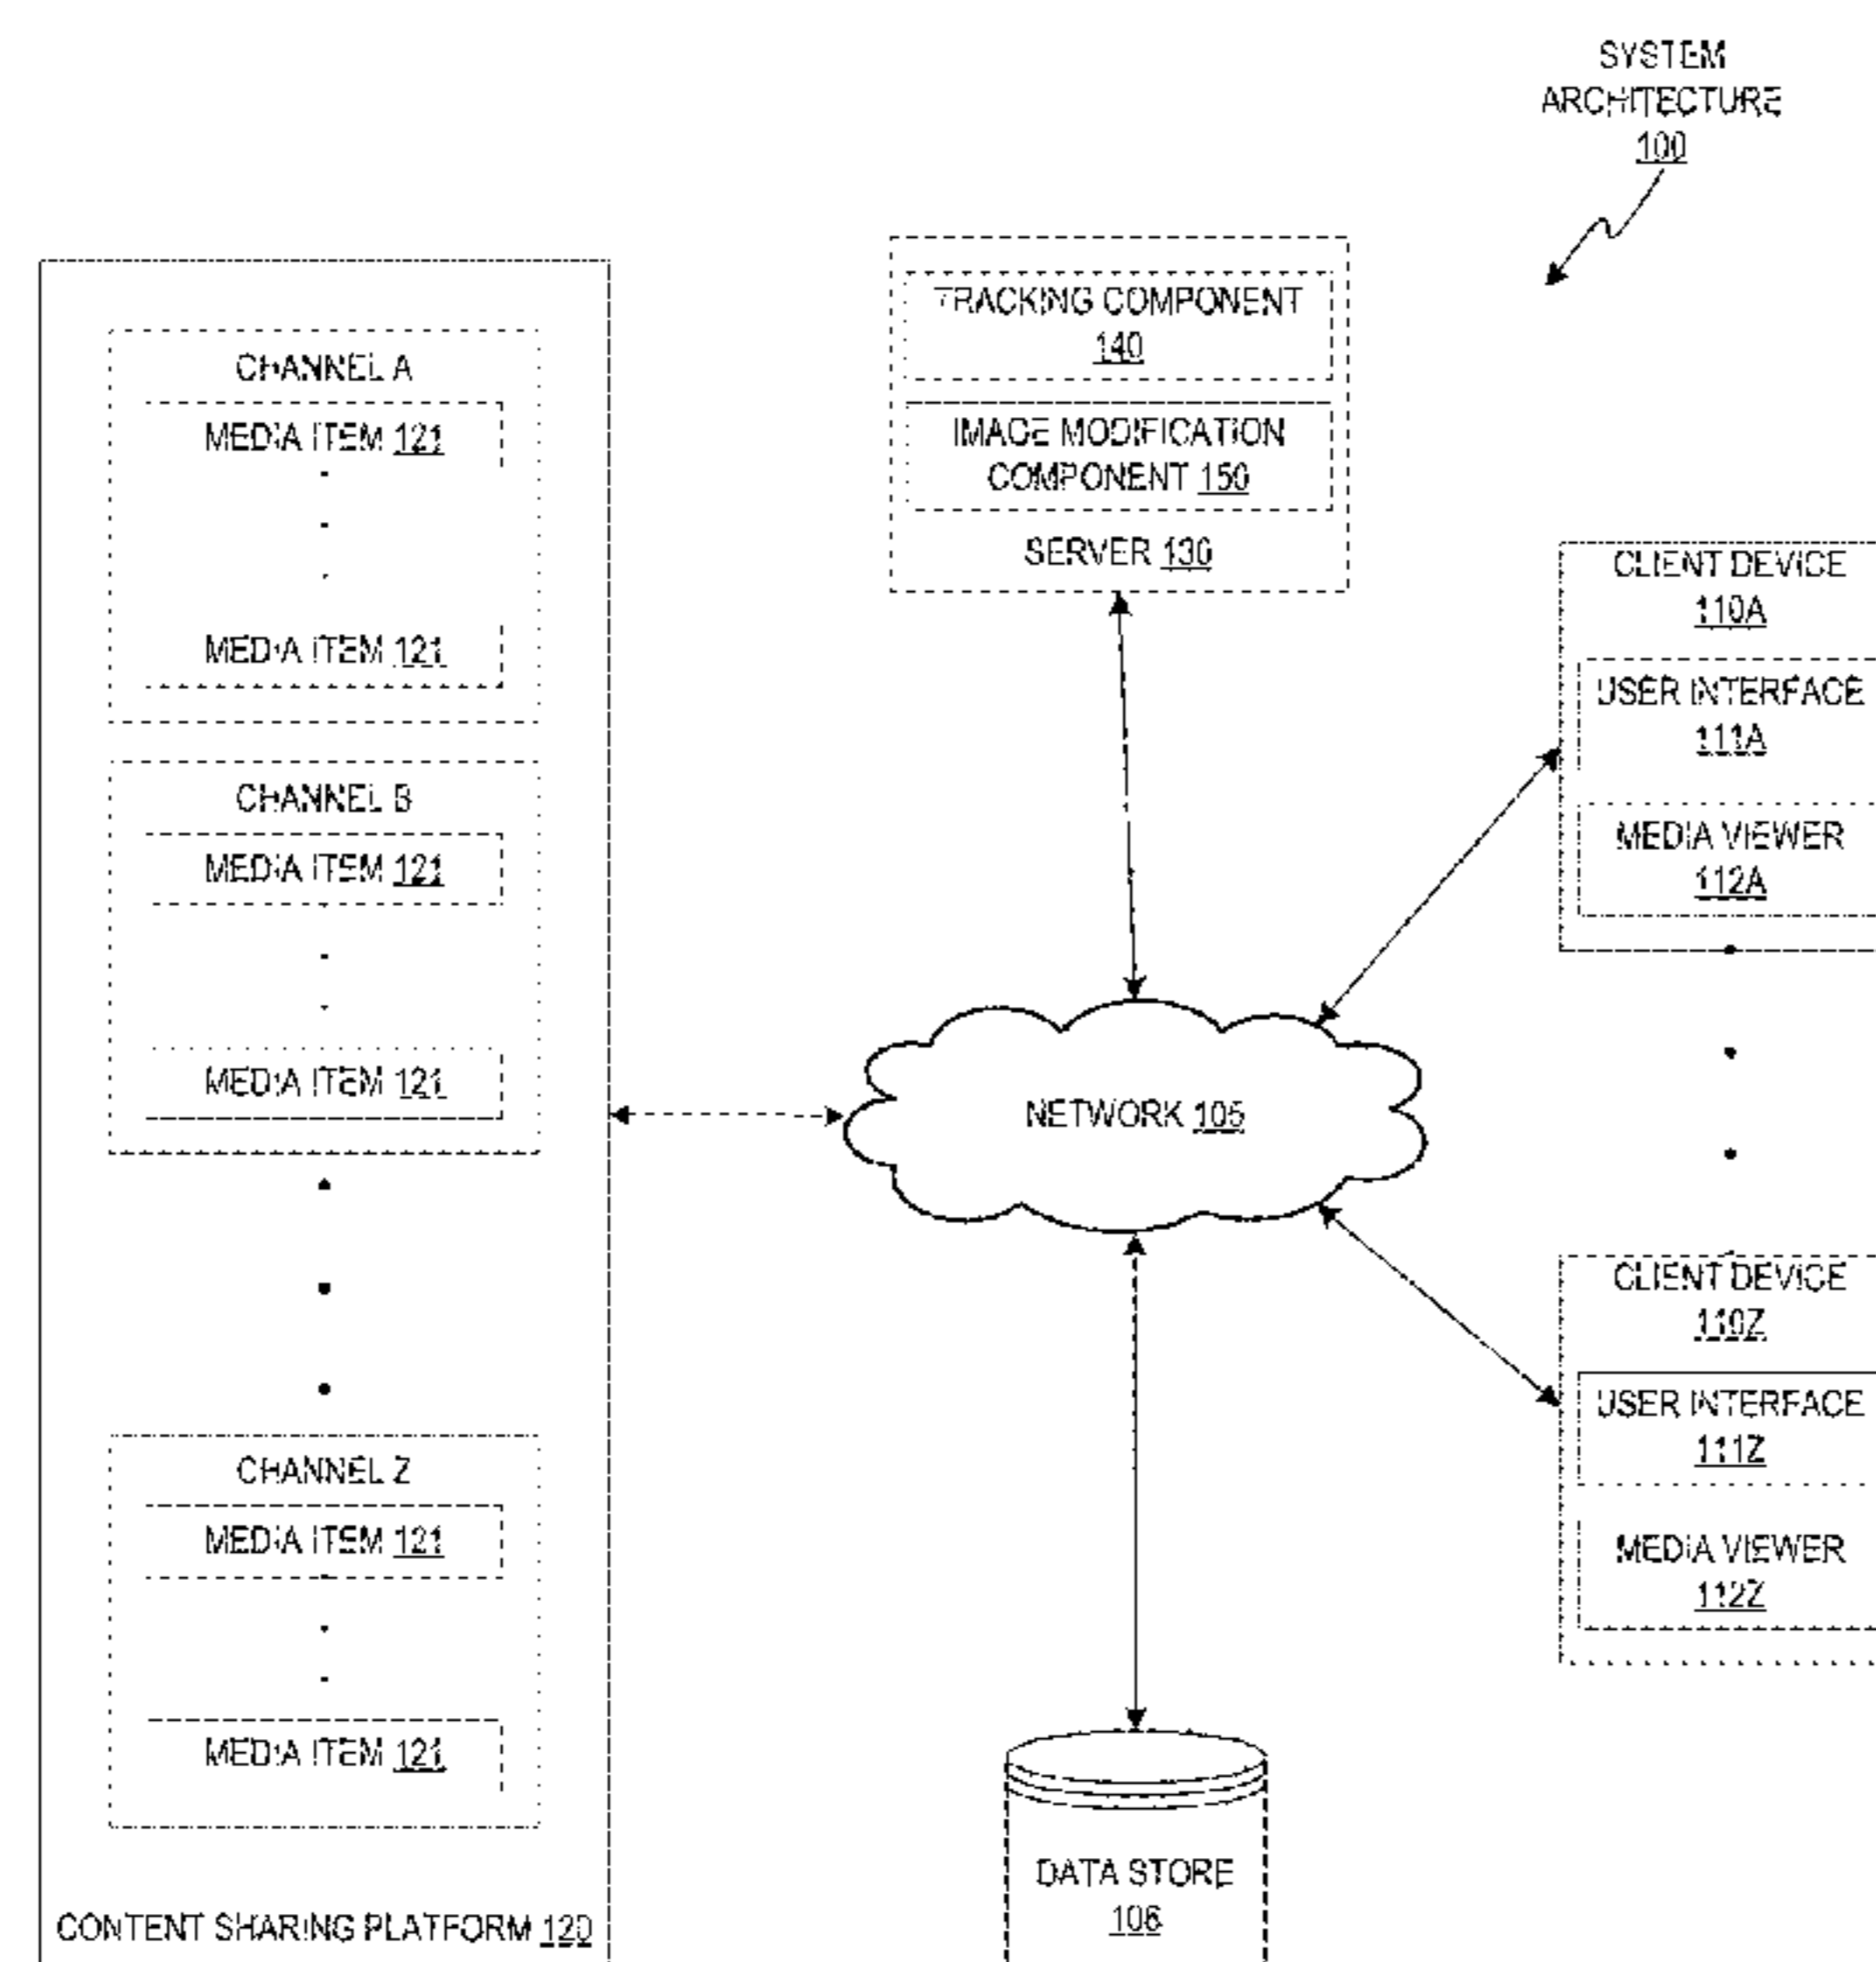 SYSTEM
ARCHITECTURE
100
CHANNEL A
MEDIA ITEM 121
MEDIA ITEM 121
CHANNEL B
MEDIA ITEM 121
MEDIA ITEM 121
CHANNEL Z
MEDIA ITEM 121
MEDIA ITEM 121
CONTENT SHARING PLATFORM 120
TRACKING COMPONENT
140
IMAGE MODIFICATION
COMPONENT 150
SERVER 130
NETWORK 105
DATA STORE
106
CLIENT DEVICE
110A
USER INTERFACE
111A
MEDIA VIEWER
112A
CLIENT DEVICE
110Z
USER INTERFACE
111Z
MEDIA VIEWER
112Z